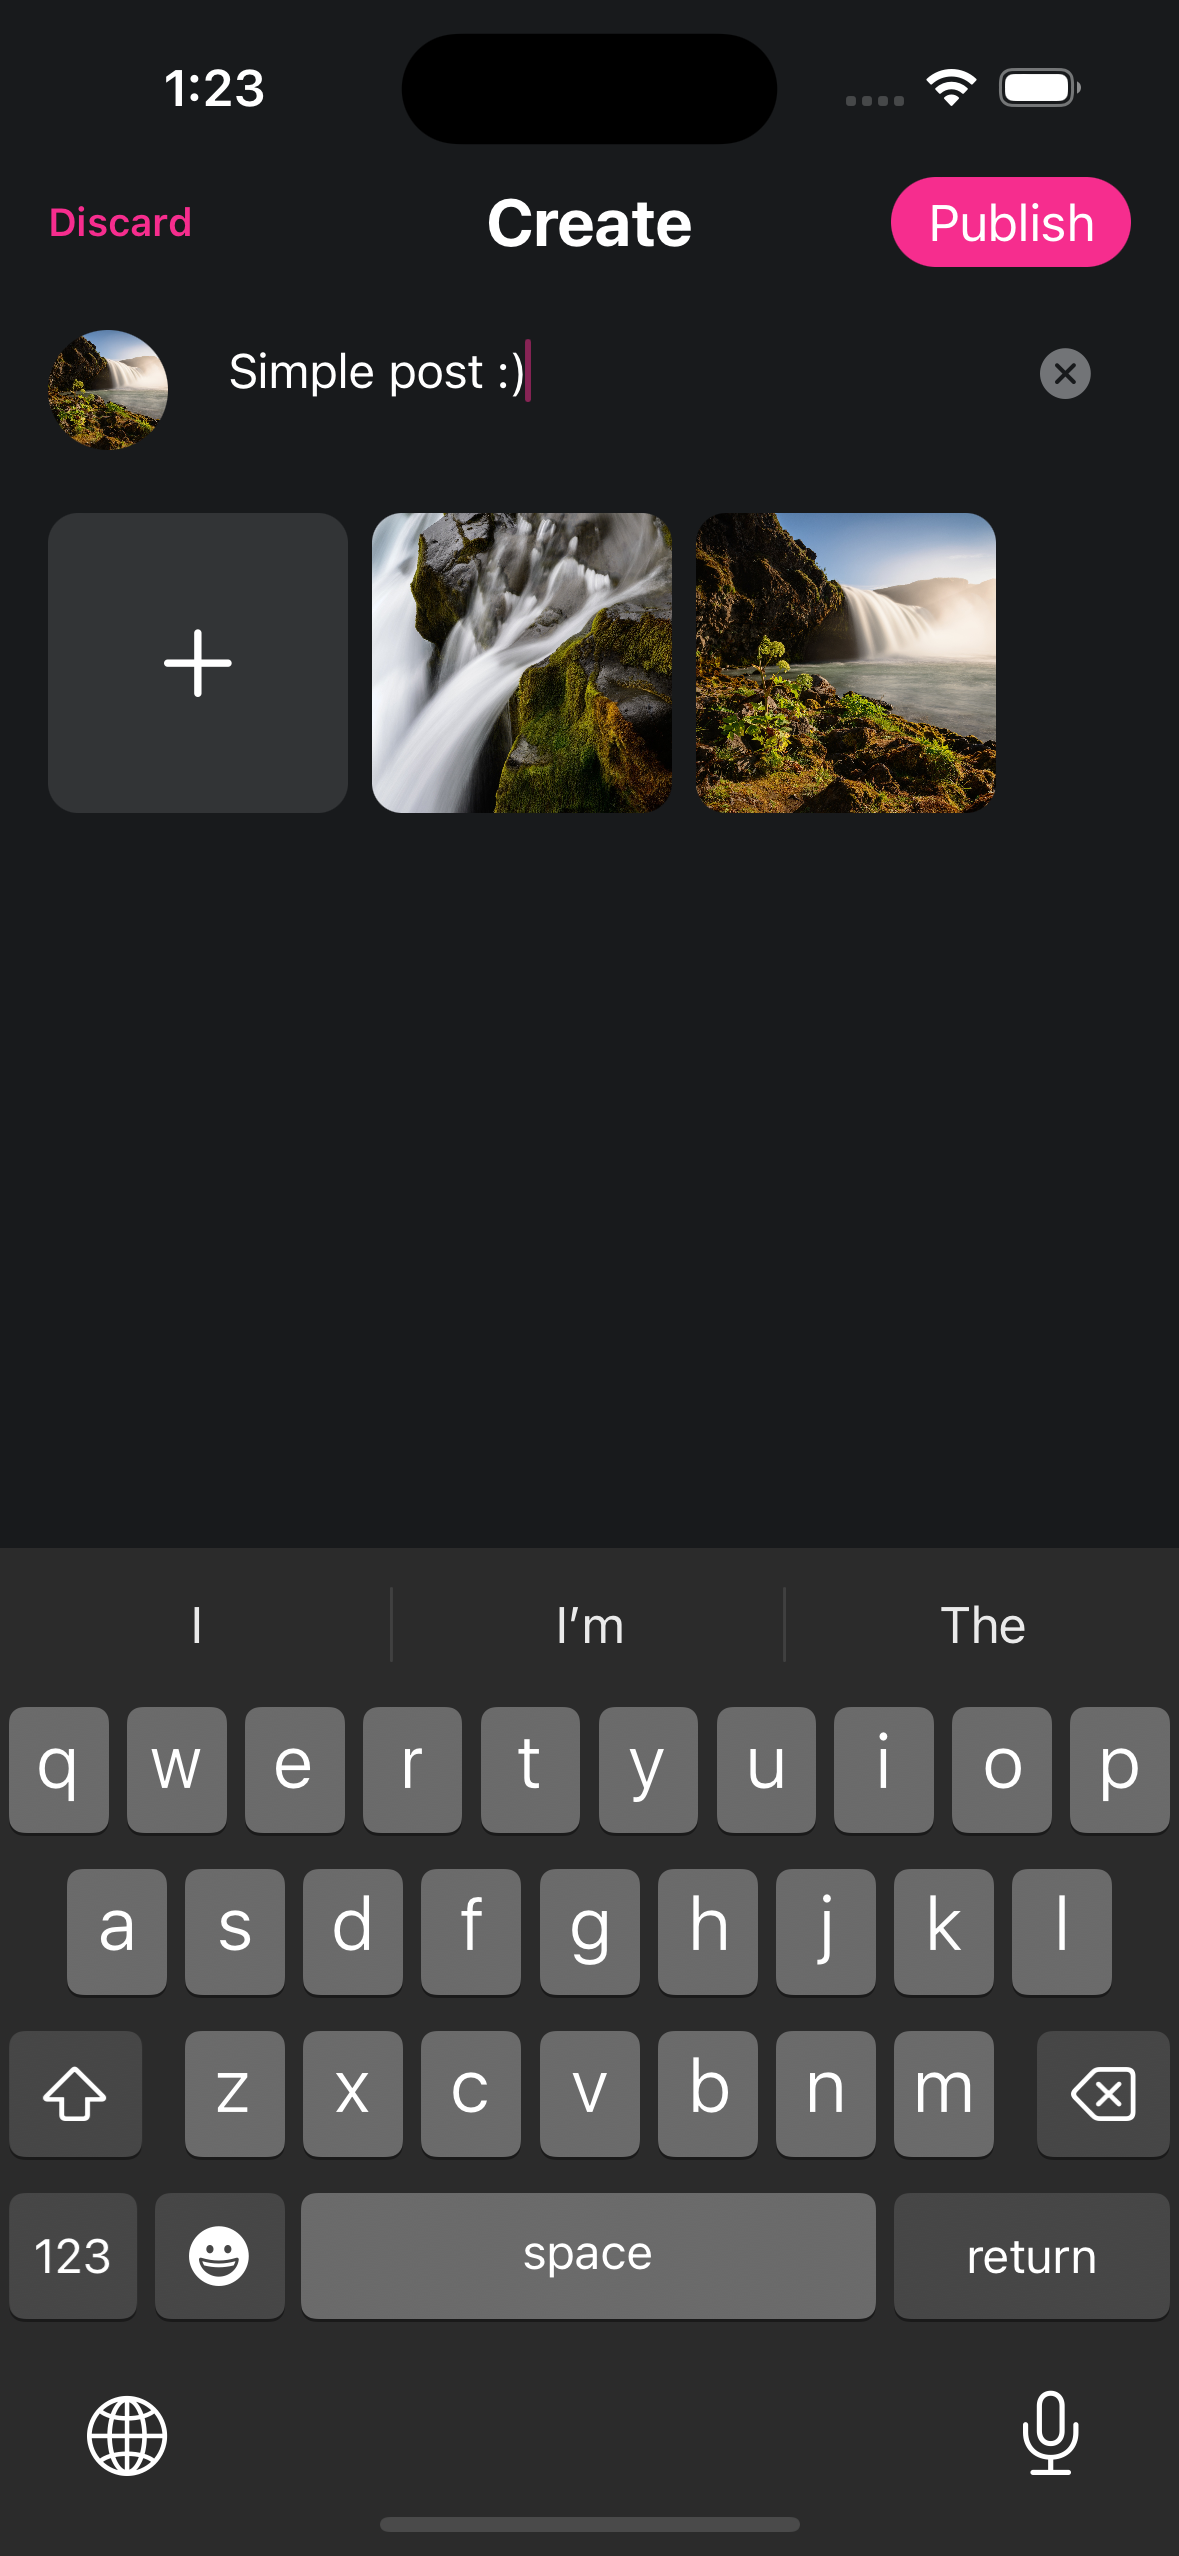 1:23
Discard Create Publish
Simple post :)
I I’m The
q w e r t y u i o p
a s d f g h j k l
z x c v b n m
123 space return